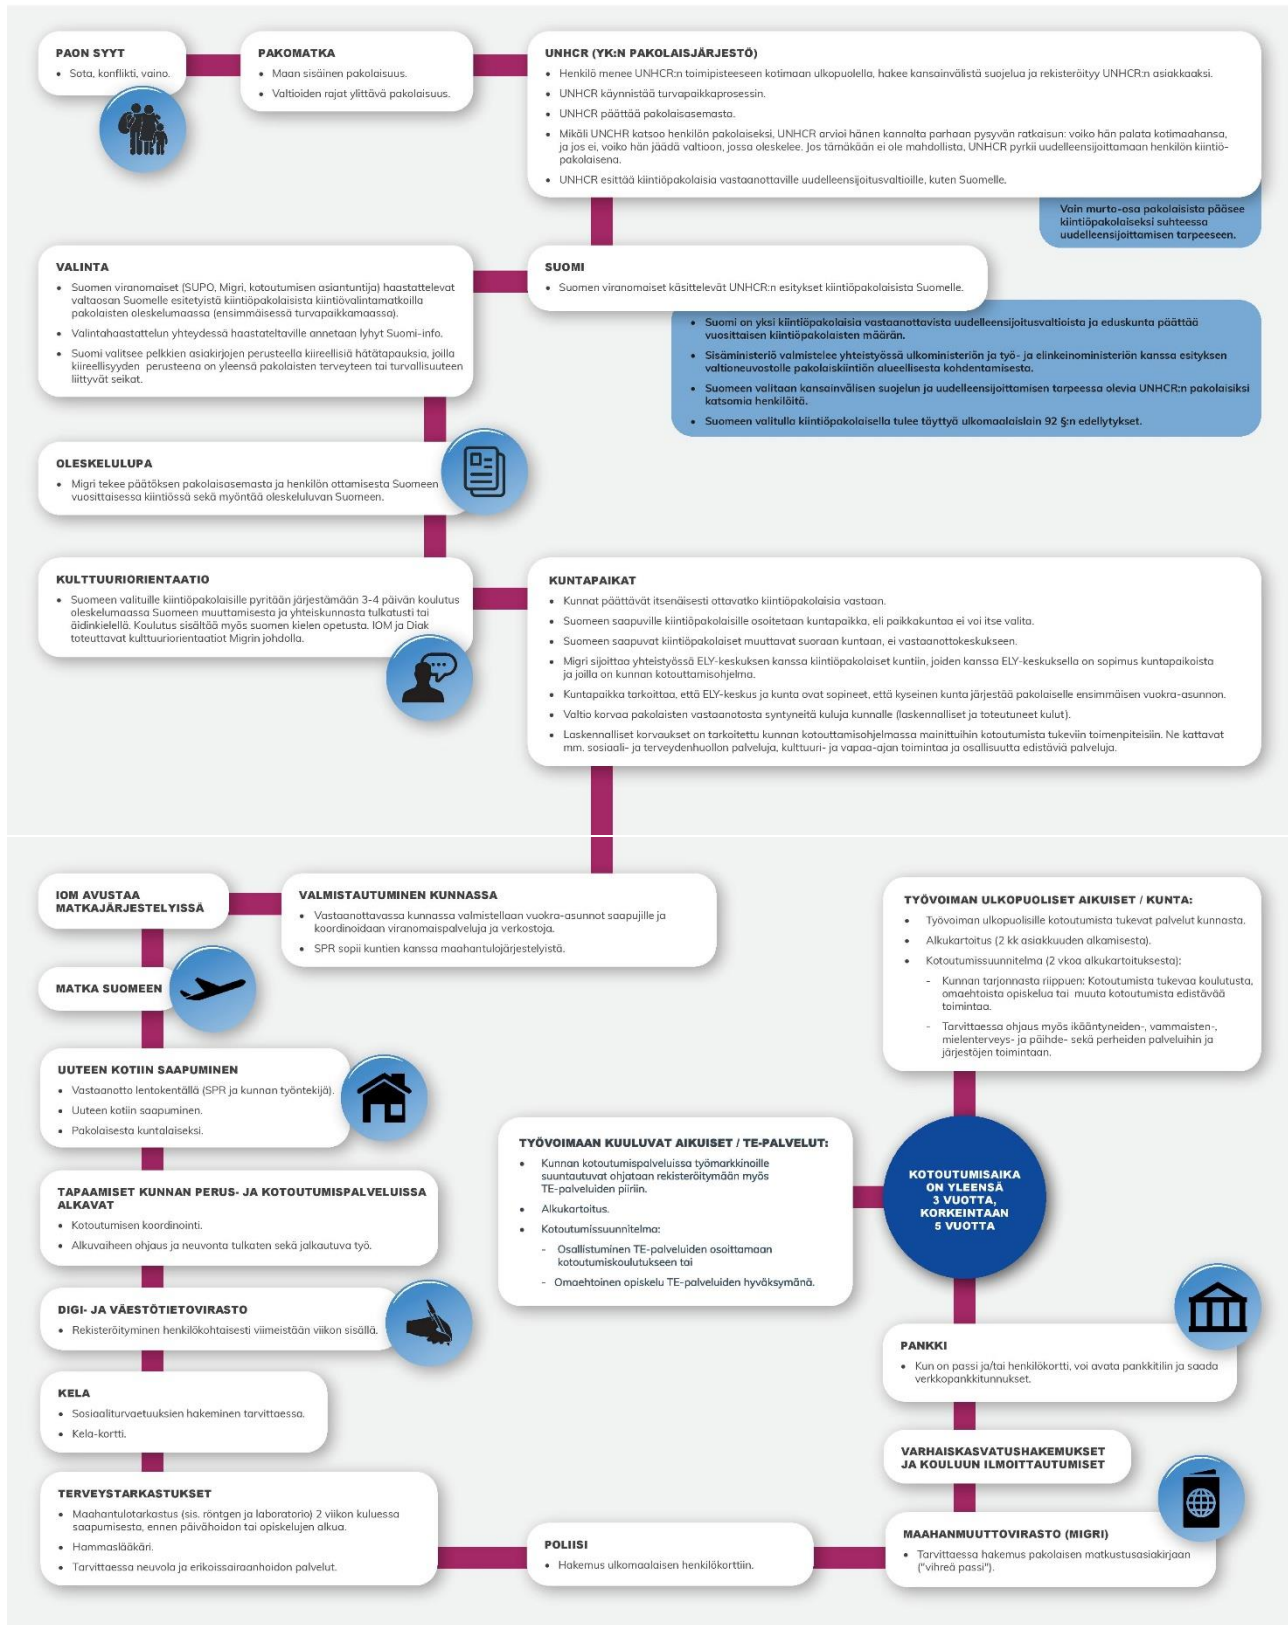 PAON SYYT
• Sota, konflikti, vaino.
PAKOMATKA
• Maan sisäinen pakolaisuus.
• Valtioiden rajat ylittävä pakolaisuus.
UNHCR (YK:N PAKOLAISJÄRJESTÖ)
• Henkilö menee UNHCR:n toimipisteeseen kotimaan ulkopuolella, hakee kansainvälistä suojelua ja rekisteröityy UNHCR:n asiakkaaksi.
• UNHCR käynnistää turvapaikkaprosessin.
• UNHCR päättää pakolaisasemasta.
• Mikäli UNCHR katsoo henkilön pakolaiseksi, UNHCR arvioi hänen kannalta parhaan pysyvän ratkaisun: voiko hän palata kotimaahansa,
ja jos ei, voiko hän jäädä valtioon, jossa oleskelee. Jos tämäkään ei ole mahdollista, UNHCR pyrkii uudelleensijoittamaan henkilön kiintiö-
pakolaisena.
• UNHCR esittää kiintiöpakolaisia vastaanottaville uudelleensijoitusvaltioille, kuten Suomelle.
Vain murto-osa pakolaisista pääsee
kiintiöpakolaiseksi suhteessa
uudelleensijoittamisen tarpeeseen.
VALINTA
• Suomen viranomaiset (SUPO, Migri, kotoutumisen asiantuntija) haastattelevat
valtaosan Suomelle esitetyistä kiintiöpakolaisista kiintiövalintamatkoilla
pakolaisten oleskelumaassa (ensimmäisessä turvapaikkamaassa).
• Valintahaastattelun yhteydessä haastateltaville annetaan lyhyt Suomi-info.
• Suomi valitsee pelkkien asiakirjojen perusteella kiireellisiä hätätapauksia, joilla
kiireellisyyden perusteena on yleensä pakolaisten terveyteen tai turvallisuuteen
liittyvät seikat.
SUOMI
• Suomen viranomaiset käsittelevät UNHCR:n esitykset kiintiöpakolaisista Suomelle.
• Suomi on yksi kiintiöpakolaisia vastaanottavista uudelleensijoitusvaltioista ja eduskunta päättää
vuosittaisen kiintiöpakolaisten määrän.
• Sisäministeriö valmistelee yhteistyössä ulkoministeriön ja työ- ja elinkeinoministeriön kanssa esityksen
valtioneuvostolle pakolaiskiintiön alueellisesta kohdentamisesta.
• Suomeen valitaan kansainvälisen suojelun ja uudelleensijoittamisen tarpeessa olevia UNHCR:n pakolaisiksi
katsomia henkilöitä.
• Suomeen valitulla kiintiöpakolaisella tulee täyttyä ulkomaalaislain 92 §:n edellytykset.
OLESKELULUPA
• Migri tekee päätöksen pakolaisasemasta ja henkilön ottamisesta Suomeen
vuosittaisessa kiintiössä sekä myöntää oleskeluluvan Suomeen.
KULTTUURIORIENTAATIO
• Suomeen valituille kiintiöpakolaisille pyritään järjestämään 3-4 päivän koulutus
oleskelumaassa Suomeen muuttamisesta ja yhteiskunnasta tulkatusti tai
äidinkielellä. Koulutus sisältää myös suomen kielen opetusta. IOM ja Diak
toteuttavat kulttuuriorientaatiot Migrin johdolla.
KUNTAPAIKAT
• Kunnat päättävät itsenäisesti ottavatko kiintiöpakolaisia vastaan.
• Suomeen saapuville kiintiöpakolaisille osoitetaan kuntapaikka, eli paikkakuntaa ei voi itse valita.
• Suomeen saapuvat kiintiöpakolaiset muuttavat suoraan kuntaan, ei vastaanottokeskukseen.
• Migri sijoittaa yhteistyössä ELY-keskuksen kanssa kiintiöpakolaiset kuntiin, joiden kanssa ELY-keskuksella on sopimus kuntapaikoista
ja joilla on kunnan kotouttamisohjelma.
• Kuntapaikka tarkoittaa, että ELY-keskus ja kunta ovat sopineet, että kyseinen kunta järjestää pakolaiselle ensimmäisen vuokra-asunnon.
• Valtio korvaa pakolaisten vastaanotosta syntyneitä kuluja kunnalle (laskennalliset ja toteutuneet kulut).
• Laskennalliset korvaukset on tarkoitettu kunnan kotouttamisohjelmassa mainittuihin kotoutumista tukeviin toimenpiteisiin. Ne kattavat
mm. sosiaali- ja terveydenhuollon palveluja, kulttuuri- ja vapaa-ajan toimintaa ja osallisuutta edistäviä palveluja.
IOM AVUSTAA
MATKAJÄRJESTELYISSÄ
VALMISTAUTUMINEN KUNNASSA
• Vastaanottavassa kunnassa valmistellaan vuokra-asunnot saapujille ja
koordinoidaan viranomaispalveluja ja verkostoja.
• SPR sopii kuntien kanssa maahantulojärjestelyistä.
MATKA SUOMEEN
UUTEEN KOTIIN SAAPUMINEN
• Vastaanotto lentokentällä (SPR ja kunnan työntekijä).
• Uuteen kotiin saapuminen.
• Pakolaisesta kuntalaiseksi.
TAPAAMISET KUNNAN PERUS- JA KOTOUTUMISPALVELUISSA
ALKAVAT
• Kotoutumisen koordinointi.
• Alkuvaiheen ohjaus ja neuvonta tulkaten sekä jalkautuva työ.
DIGI- JA VÄESTÖTIETOVIRASTO
• Rekisteröityminen henkilökohtaisesti viimeistään viikon sisällä.
KELA
• Sosiaaliturvaetuuksien hakeminen tarvittaessa.
• Kela-kortti.
TERVEYSTARKASTUKSET
• Maahantulotarkastus (sis. röntgen ja laboratorio) 2 viikon kuluessa
saapumisesta, ennen päivähoidon tai opiskelujen alkua.
• Hammaslääkäri.
• Tarvittaessa neuvola ja erikoissairaanhoidon palvelut.
POLIISI
• Hakemus ulkomaalaisen henkilökorttiin.
MAAHANMUUTTOVIRASTO (MIGRI)
• Tarvittaessa hakemus pakolaisen matkustusasiakirjaan
("vihreä passi").
VARHAISKASVATUSHAKEMUKSET
JA KOULUUN ILMOITTAUTUMISET
PANKKI
• Kun on passi ja/tai henkilökortti, voi avata pankkitilin ja saada
verkkopankkitunnukset.
KOTOUTUMISAIKA
ON YLEENSÄ
3 VUOTTA,
KORKEINTAAN
5 VUOTTA
TYÖVOIMAAN KUULUVAT AIKUISET / TE-PALVELUT:
• Kunnan kotoutumispalveluissa työmarkkinoille
suuntautuvat ohjataan rekisteröitymään myös
TE-palveluiden piiriin.
• Alkukartoitus.
• Kotoutumissuunnitelma:
- Osallistuminen TE-palveluiden osoittamaan
kotoutumiskoulutukseen tai
- Omaehtoinen opiskelu TE-palveluiden hyväksymänä.
TYÖVOIMAN ULKOPUOLISET AIKUISET / KUNTA:
• Työvoiman ulkopuolisille kotoutumista tukevat palvelut kunnasta.
• Alkukartoitus (2 kk asiakkuuden alkamisesta).
• Kotoutumissuunnitelma (2 vkoa alkukartoituksesta):
- Kunnan tarjonnasta riippuen: Kotoutumista tukevaa koulutusta,
omaehtoista opiskelua tai muuta kotoutumista edistävää
toimintaa.
- Tarvittaessa ohjaus myös ikääntyneiden-, vammaisten-,
mielenterveys- ja päihde- sekä perheiden palveluihin ja
järjestöjen toimintaan.